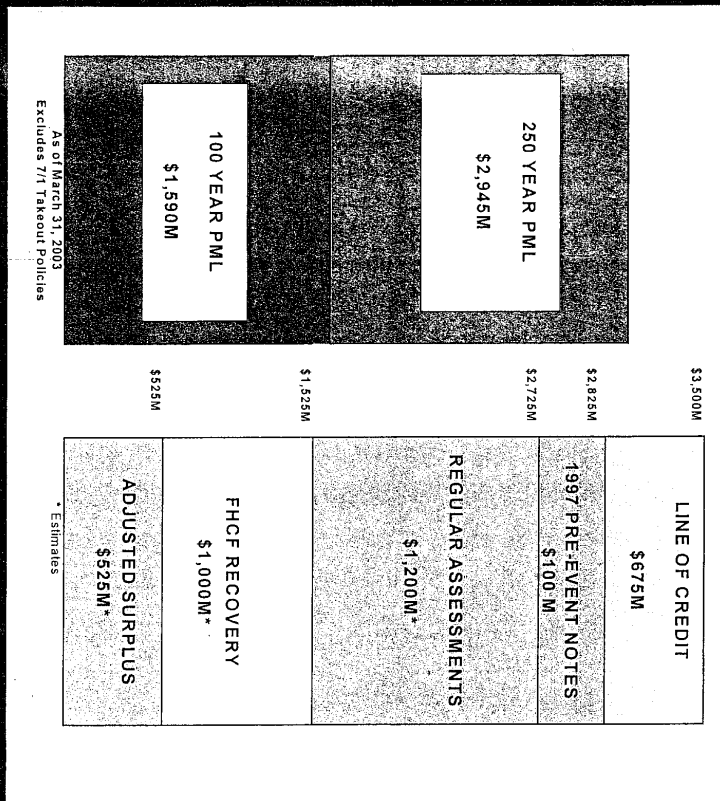 250 YEAR PML
$2,945M
100 YEAR PML
$1,590M
As of March 31, 2003
Excludes 7/1 Takeout Policies
$3,500M
$2,825M
$2,725M
$1,525M
$525M
LINE OF CREDIT
$675M
1997 PRE-EVENT NOTES
$100 M
REGULAR ASSESSMENTS
$1,200M*
FHCF RECOVERY
$1,000M*
ADJUSTED SURPLUS
$525M*
* Estimates